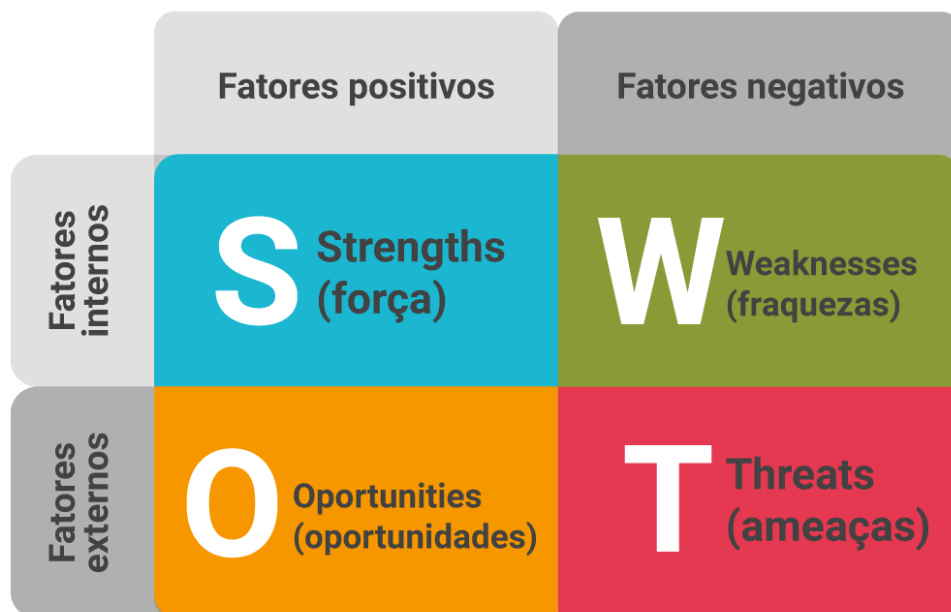 Fatores positivos
Fatores negativos
Fatores
internos
S
Strengths
(força)
W
Weaknesses
(fraquezas)
Fatores
externos
O
Oportunities
(oportunidades)
T
Threats
(ameaças)